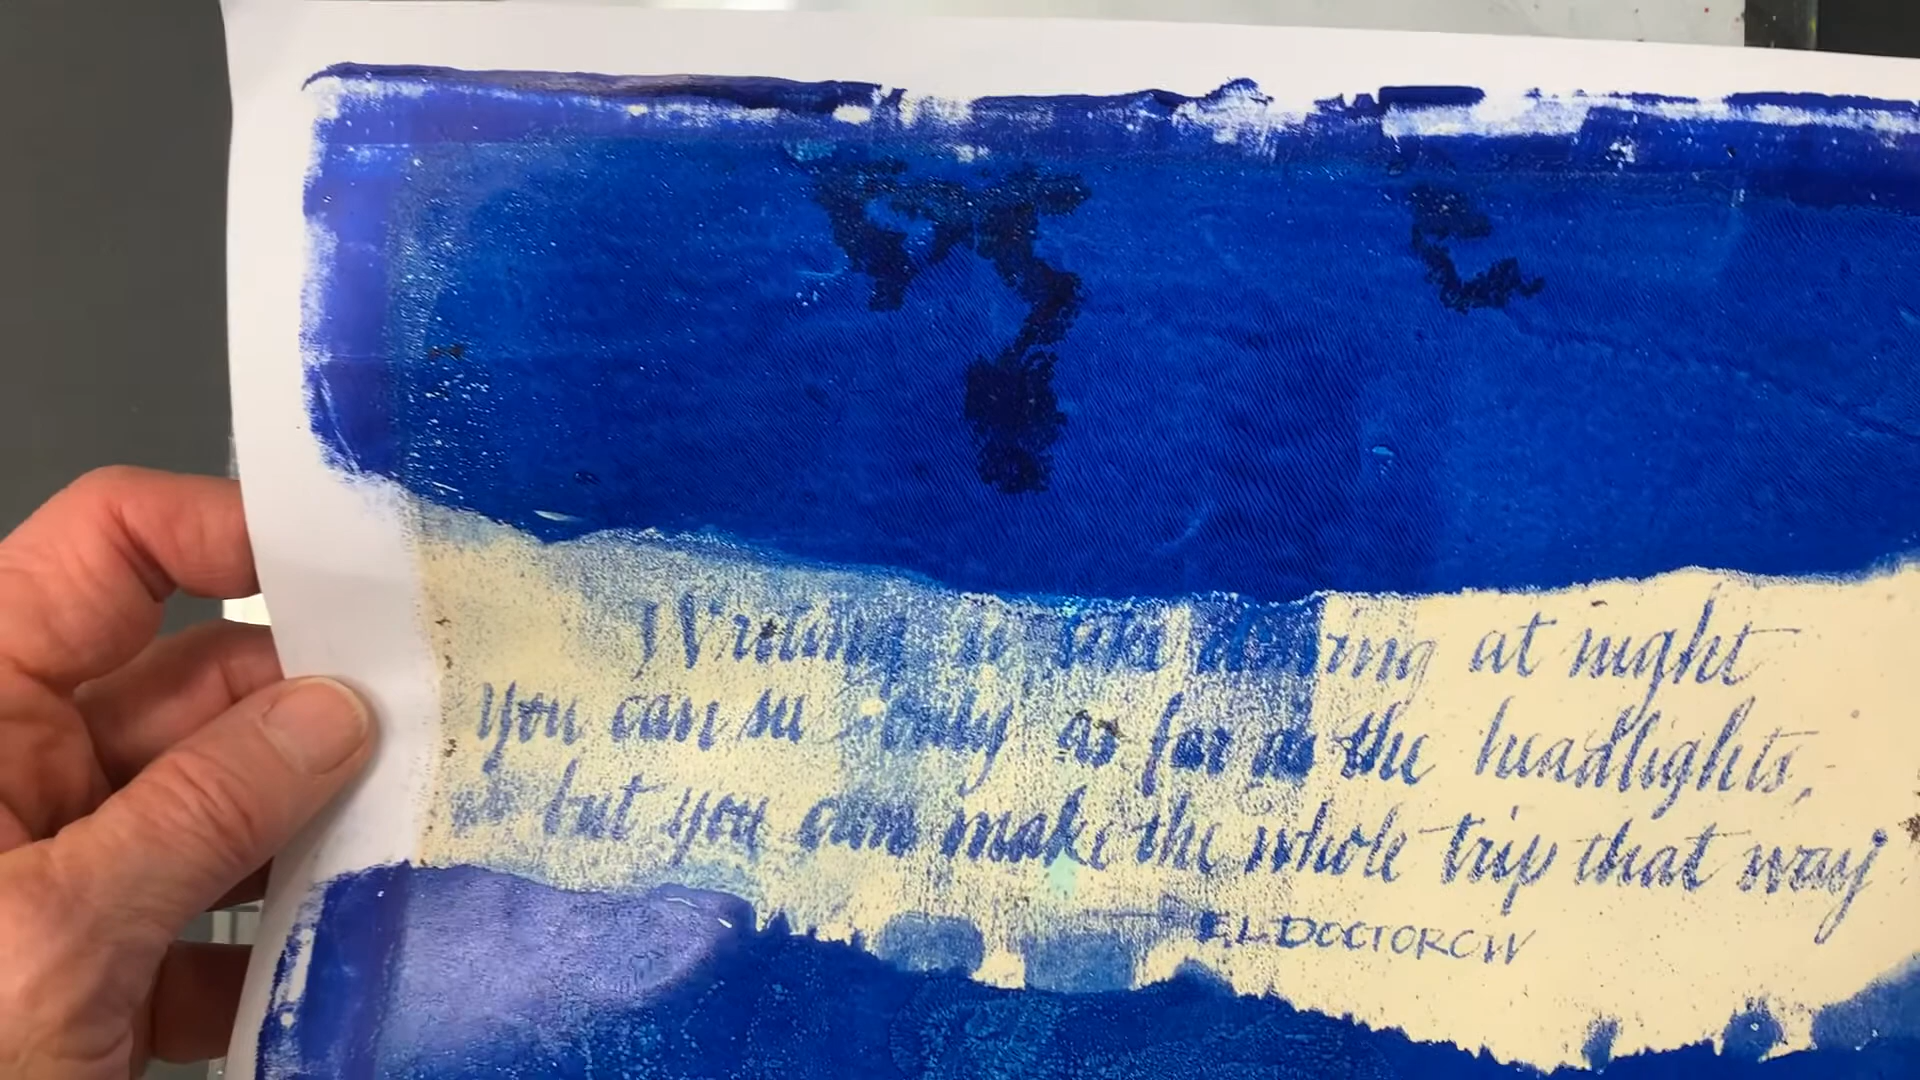 Writing is like driving at night
you can see only as far as the headlights,
but you can make the whole trip that way
E L DOCTOROW